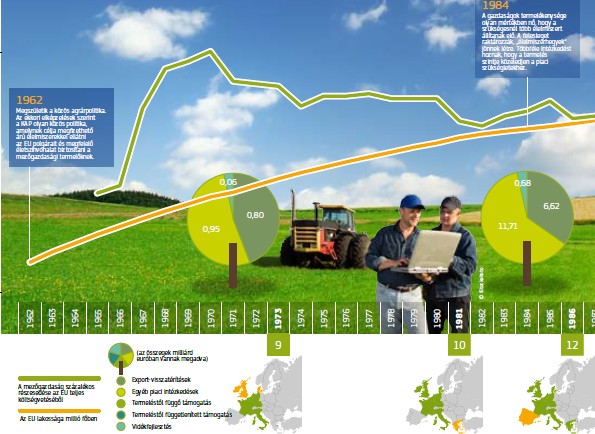 1984
A gazdaságok termelékenysége
olyan mértékben nő, hogy a
szükségesnél több élelmiszert
állítanak elő. A felesleget
raktározzák, „élelmiszerhegyek”
jönnek létre. Többféle intézkedést
hoznak, hogy a termelés
szintje közeledjen a piaci
szükségletekhez.
1962
Megszületik a közös agrárpolitika.
Az akkori elképzelések szerint
a KAP olyan közös politika,
amelynek célja megfizethető
árú élelmiszerekkel ellátni
az EU polgárait és megfelelő
életszínvonalat biztosítani a
mezőgazdasági termelőknek.
0,06
0,80
0,95
0,68
6,62
11,71
1962 1963 1964 1965 1966 1967 1968 1969 1970 1971 1972 1973 1974 1975 1976 1977 1978 1979 1980 1981 1982 1983 1984 1985 1986
9 10 12
(az összegek milliárd
euróban vannak megadva)
Export-visszatérítések
Egyéb piaci intézkedések
Termeléstől függő támogatás
Termeléstől függetlenített támogatás
Vidékfejlesztés
A mezőgazdaság százalékos
részesedése az EU teljes
költségvetéséből
Az EU lakossága millió főben